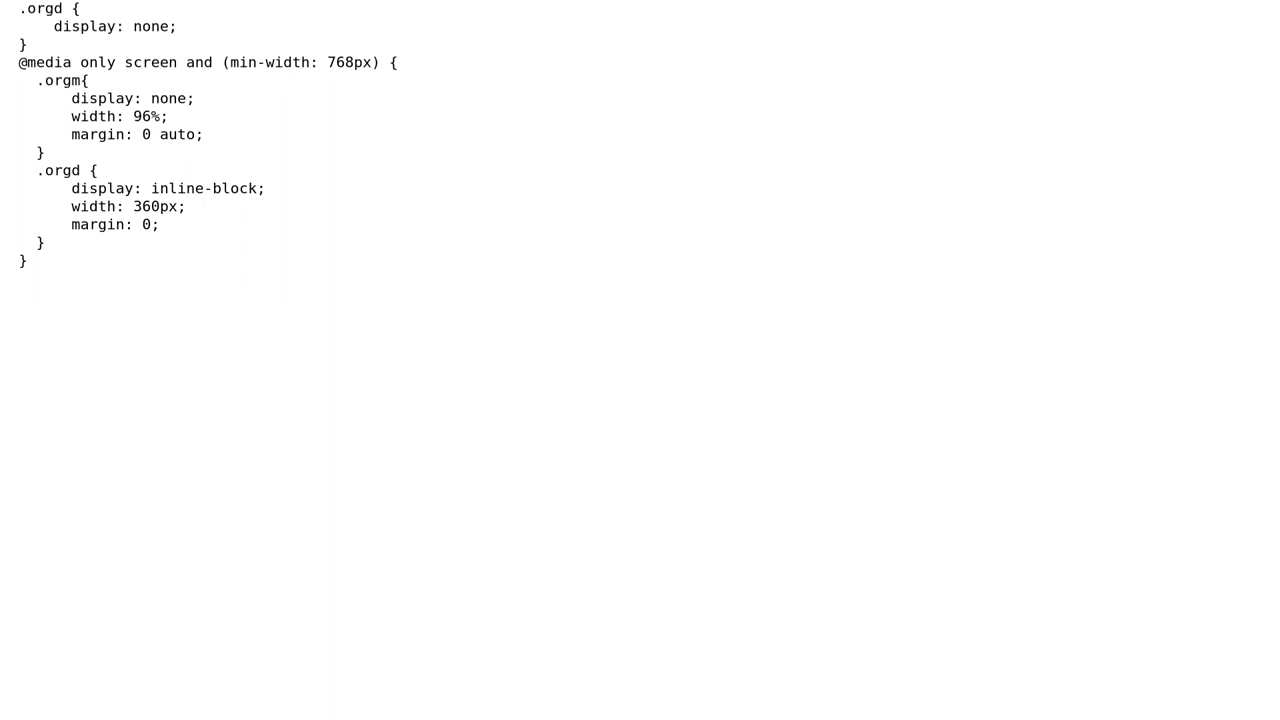 .orgd {
    display: none;
}
@media only screen and (min-width: 768px) {
  .orgm{
      display: none;
      width: 96%;
      margin: 0 auto;
  }
  .orgd {
      display: inline-block;
      width: 360px;
      margin: 0;
  }
}